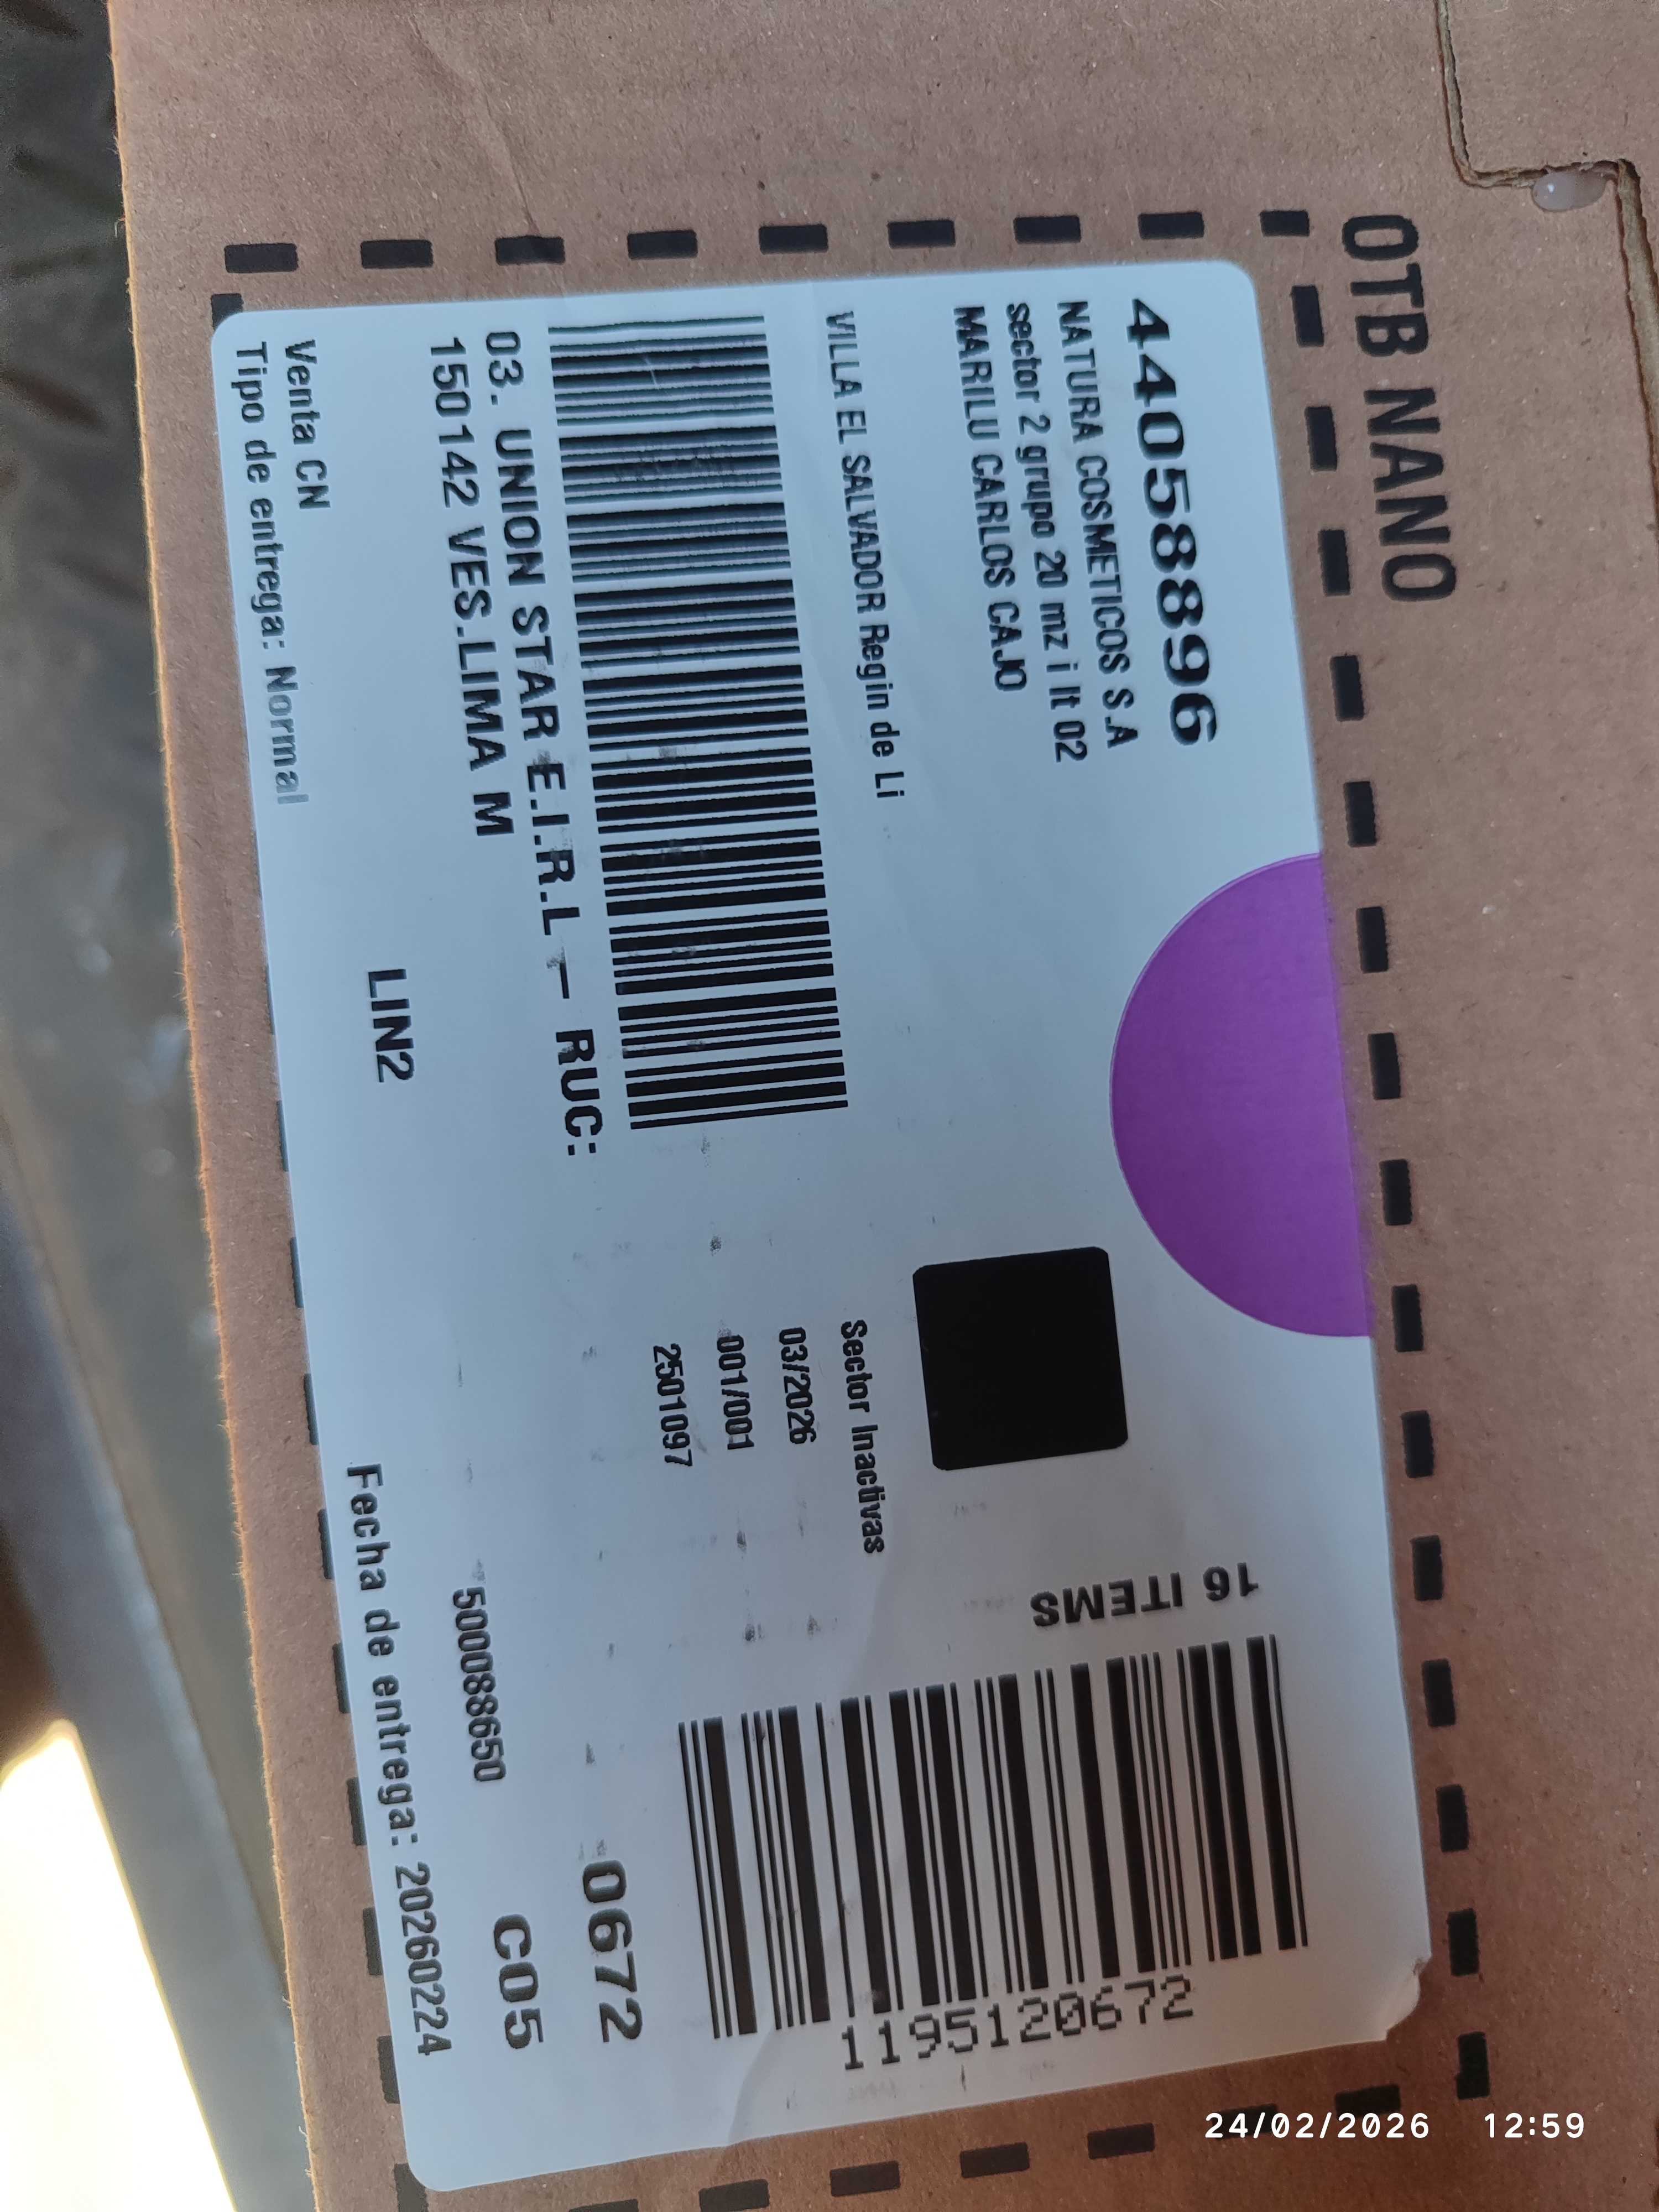 OTB NANO
44058896
NATURA COSMETICOS S.A
sector 2 grupo 20 mz i lt 02
MARILU CARLOS CAJO
VILLA EL SALVADOR Regin de Li
16 ITEMS
11195120672
Sector Inactivas
03/2026
001/001
2501097
03. UNION STAR E.I.R.L - RUC:
150142 VES.LIMA M
0672
LIN2
500088650
C05
Venta CN
Tipo de entrega: Normal
Fecha de entrega: 20260224
24/02/2026 12:59